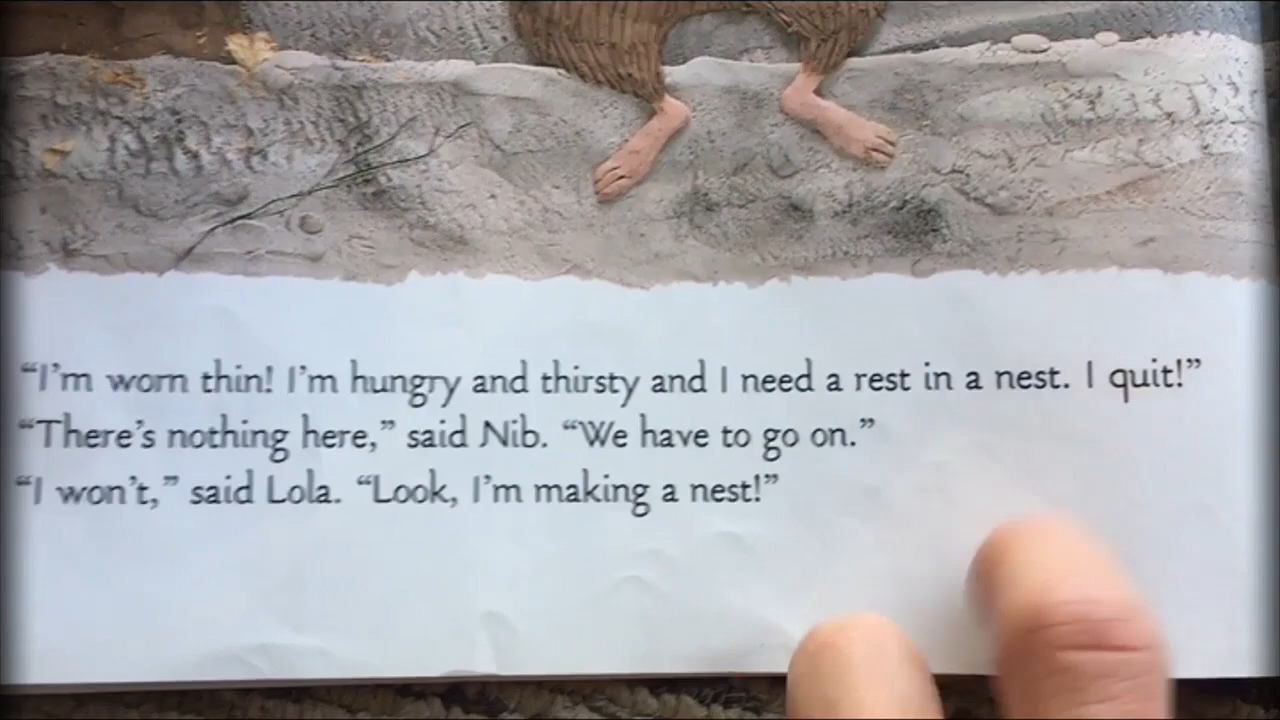 “I’m worn thin! I’m hungry and thirsty and I need a rest in a nest. I quit!”
“There’s nothing here,” said Nib. “We have to go on.”
“I won’t,” said Lola. “Look, I’m making a nest!”